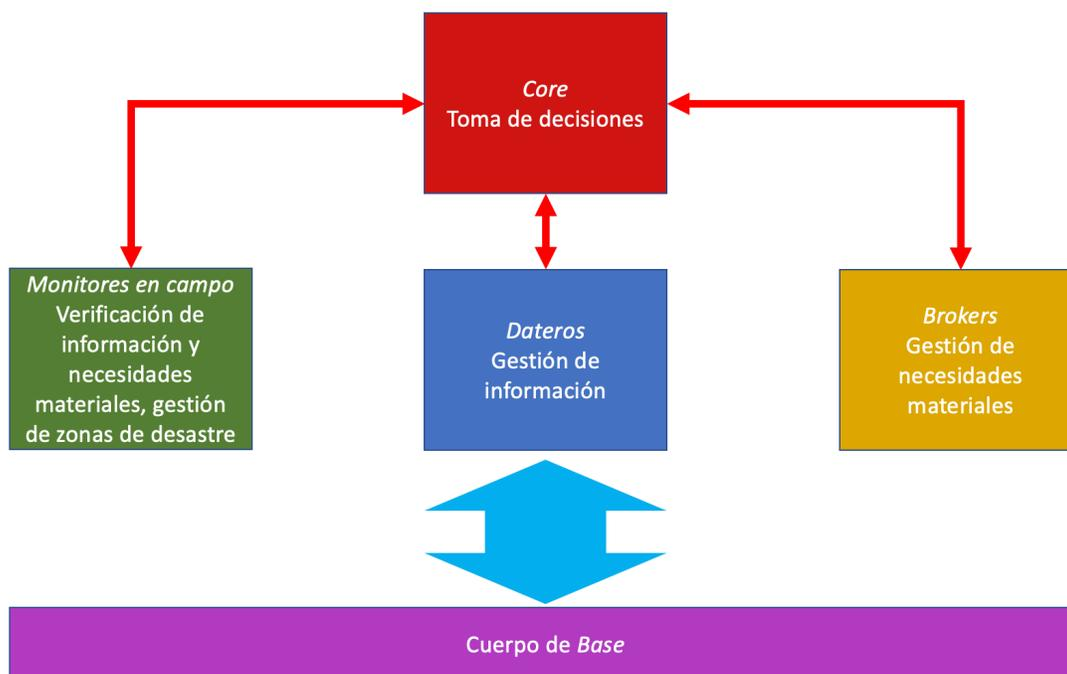 Core
Toma de decisiones
Monitores en campo
Verificación de
información y
necesidades
materiales, gestión
de zonas de desastre
Dateros
Gestión de
información
Brokers
Gestión de
necesidades
materiales
Cuerpo de Base